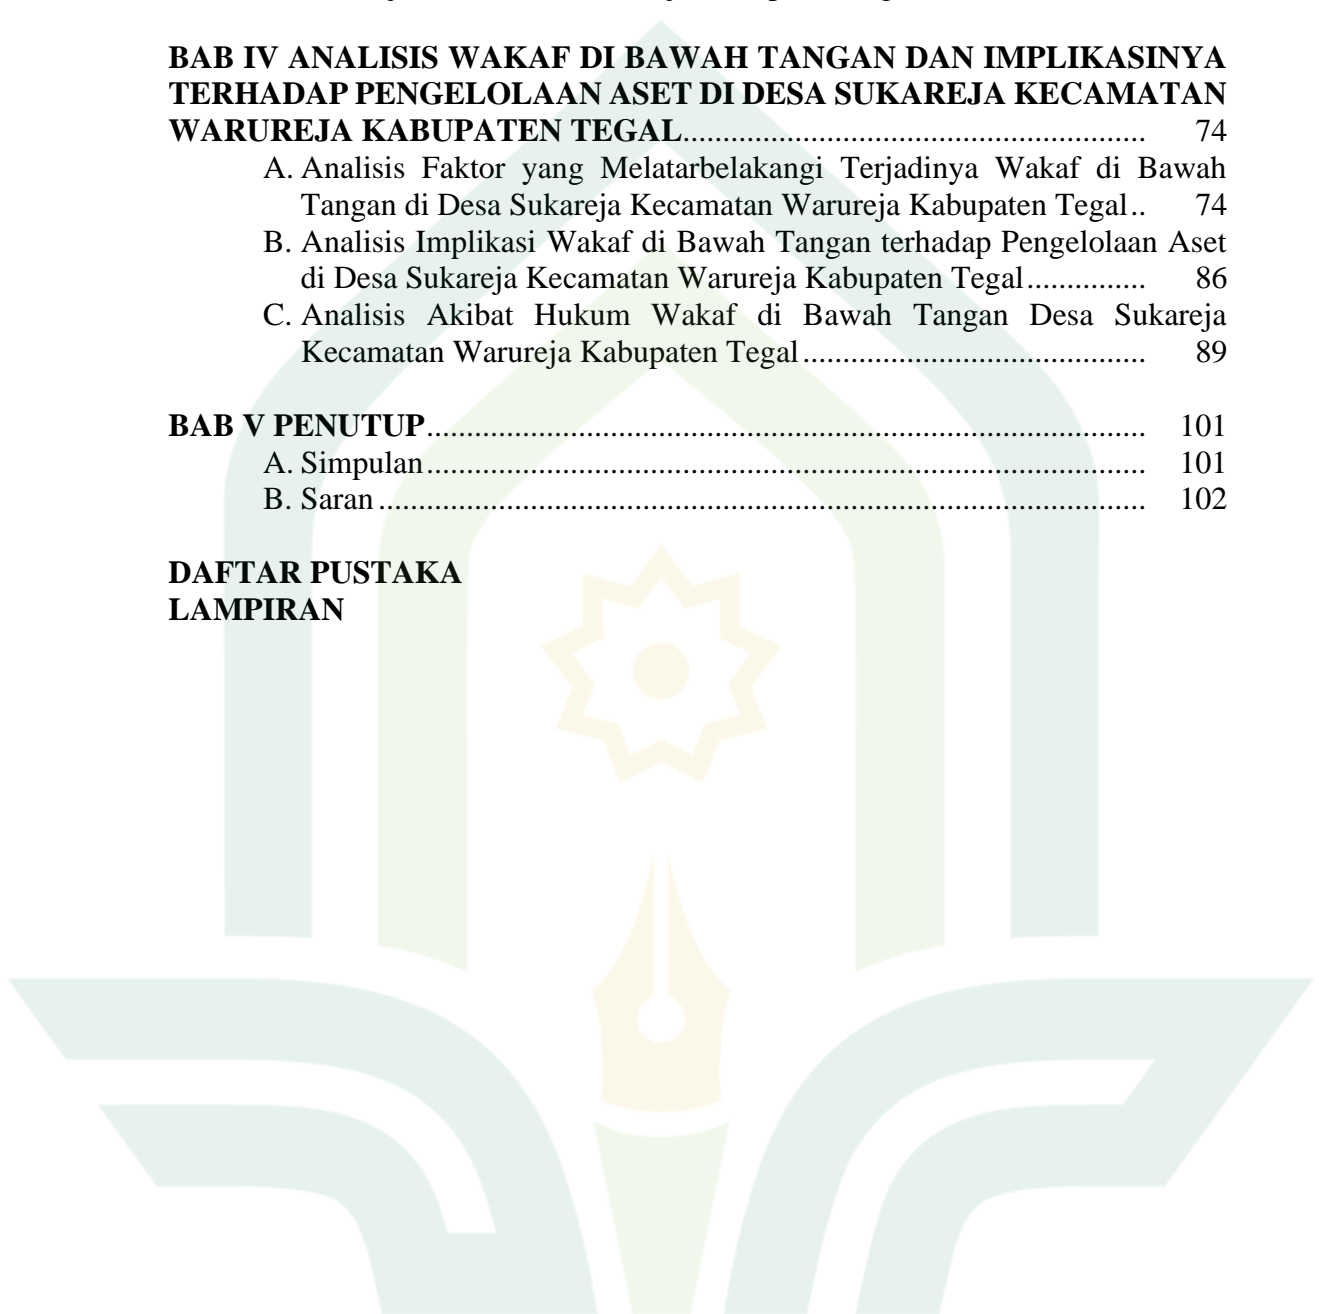 BAB IV ANALISIS WAKAF DI BAWAH TANGAN DAN IMPLIKASINYA
TERHADAP PENGELOLAAN ASET DI DESA SUKAREJA KECAMATAN
WARUREJA KABUPATEN TEGAL.......................................................... 74
A. Analisis Faktor yang Melatarbelakangi Terjadinya Wakaf di Bawah
Tangan di Desa Sukareja Kecamatan Warureja Kabupaten Tegal.. 74
B. Analisis Implikasi Wakaf di Bawah Tangan terhadap Pengelolaan Aset
di Desa Sukareja Kecamatan Warureja Kabupaten Tegal............... 86
C. Analisis Akibat Hukum Wakaf di Bawah Tangan Desa Sukareja
Kecamatan Warureja Kabupaten Tegal........................................... 89
BAB V PENUTUP.......................................................................................... 101
A. Simpulan.......................................................................................... 101
B. Saran................................................................................................ 102
DAFTAR PUSTAKA
LAMPIRAN